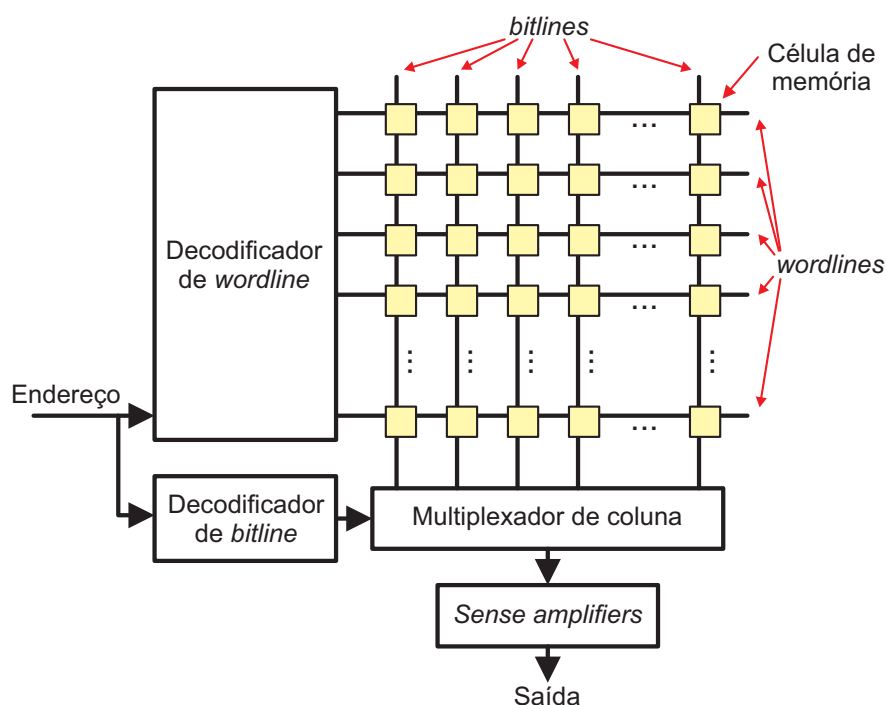 bitlines
Célula de
memória
...
...
Decodificador
de wordline
...
wordlines
...
... ... ... ... ... ...
Endereço
...
Decodificador
de bitline
Multiplexador de coluna
Sense amplifiers
Saída